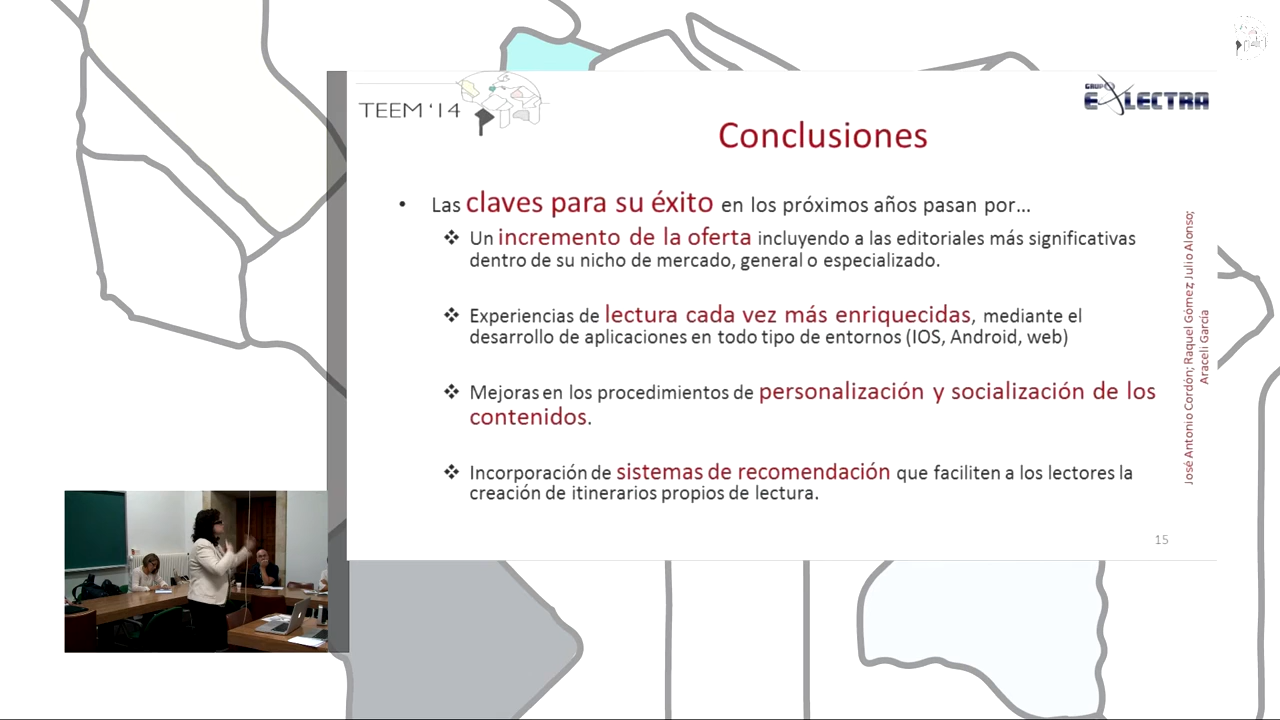 TEEM '14
GRUPO
E LECTRA
Conclusiones
• Las claves para su éxito en los próximos años pasan por...
❖ Un incremento de la oferta incluyendo a las editoriales más significativas
dentro de su nicho de mercado, general o especializado.
❖ Experiencias de lectura cada vez más enriquecidas, mediante el
desarrollo de aplicaciones en todo tipo de entornos (IOS, Android, web)
❖ Mejoras en los procedimientos de personalización y socialización de los
contenidos.
❖ Incorporación de sistemas de recomendación que faciliten a los lectores la
creación de itinerarios propios de lectura.
José Antonio Cordón; Raquel Gómez; Julio Alonso;
Araceli García
15